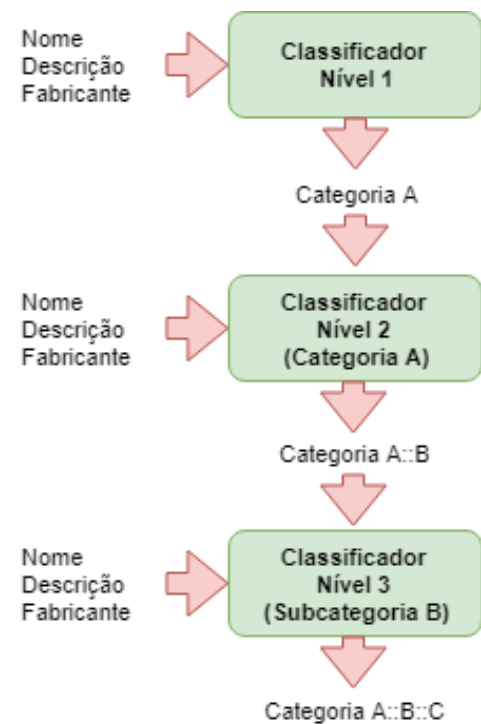 Nome
Descrição
Fabricante
Classificador
Nível 1
Categoria A
Nome
Descrição
Fabricante
Classificador
Nível 2
(Categoria A)
Categoria A::B
Nome
Descrição
Fabricante
Classificador
Nível 3
(Subcategoria B)
Categoria A::B::C